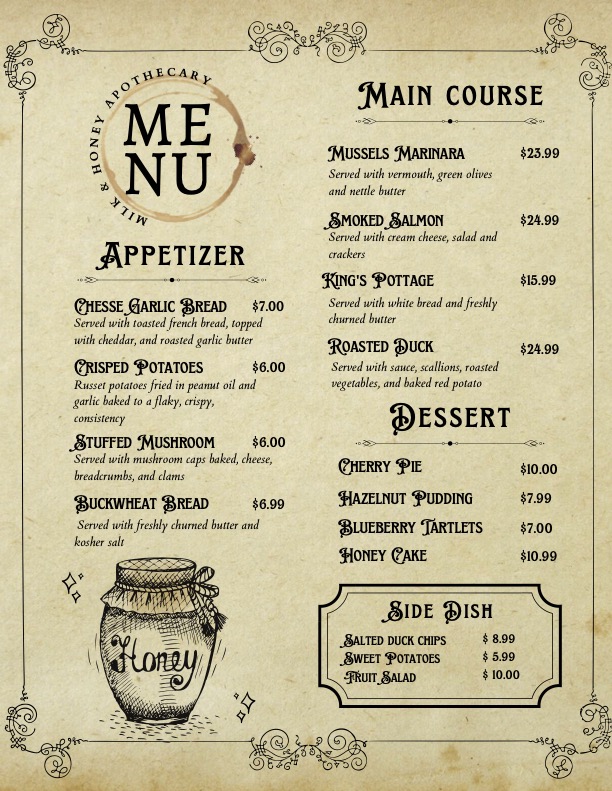 MILK & HONEY APOTHECARY
ME
NU
APPETIZER
CHESSE GARLIC BREAD $7.00
Served with toasted french bread, topped
with cheddar, and roasted garlic butter
CRISPED POTATOES $6.00
Russet potatoes fried in peanut oil and
garlic baked to a flaky, crispy,
consistency
STUFFED MUSHROOM $6.00
Served with mushroom caps baked, cheese,
breadcrumbs, and clams
BUCKWHEAT BREAD $6.99
Served with freshly churned butter and
kosher salt
Honey
MAIN COURSE
MUSSELS MARINARA $23.99
Served with vermouth, green olives
and nettle butter
SMOKED SALMON $24.99
Served with cream cheese, salad and
crackers
KING'S POTTAGE $15.99
Served with white bread and freshly
churned butter
ROASTED DUCK $24.99
Served with sauce, scallions, roasted
vegetables, and baked red potato
DESSERT
CHERRY PIE $10.00
HAZELNUT PUDDING $7.99
BLUEBERRY TARTLETS $7.00
HONEY CAKE $10.99
SIDE DISH
SALTED DUCK CHIPS $ 8.99
SWEET POTATOES $ 5.99
FRUIT SALAD $ 10.00